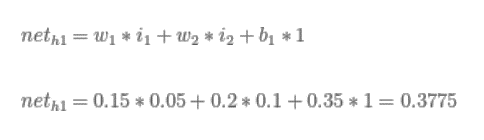 net_{h1} = w_1 * i_1 + w_2 * i_2 + b_1 * 1
net_{h1} = 0.15 * 0.05 + 0.2 * 0.1 + 0.35 * 1 = 0.3775